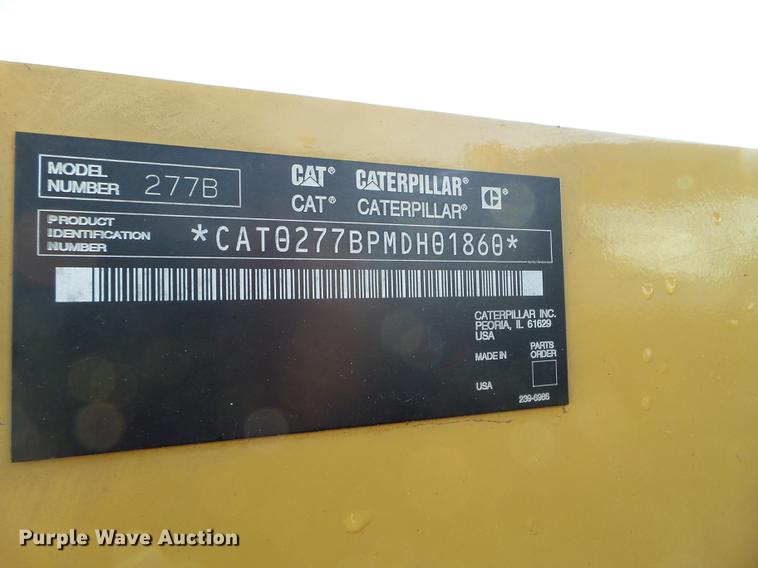 MODEL
NUMBER 277B
CAT® CATERPILLAR® C®
CAT® CATERPILLAR®
PRODUCT
IDENTIFICATION
NUMBER *CAT0277BPMDH01860*
CATERPILLAR INC.
PEORIA, IL 61629
USA
MADE IN
PARTS
ORDER
USA
239-6986
Purple Wave Auction